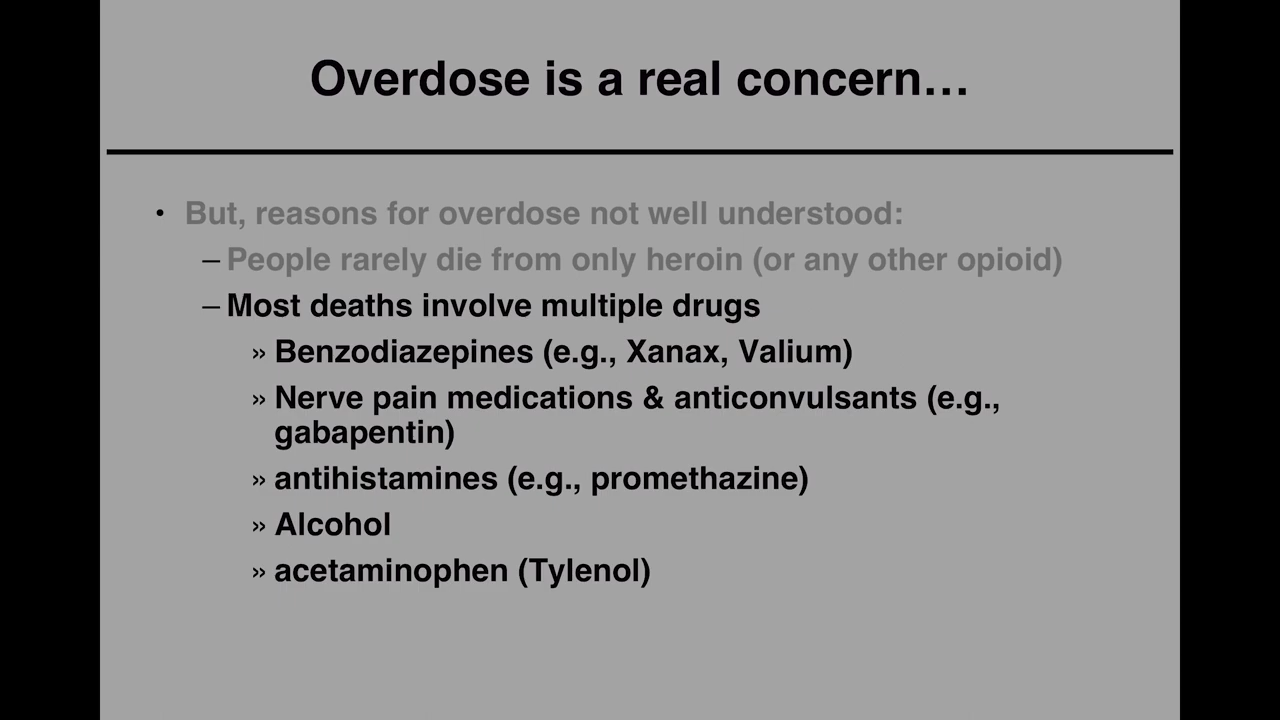 Overdose is a real concern…
• But, reasons for overdose not well understood:
– People rarely die from only heroin (or any other opioid)
– Most deaths involve multiple drugs
» Benzodiazepines (e.g., Xanax, Valium)
» Nerve pain medications & anticonvulsants (e.g.,
gabapentin)
» antihistamines (e.g., promethazine)
» Alcohol
» acetaminophen (Tylenol)